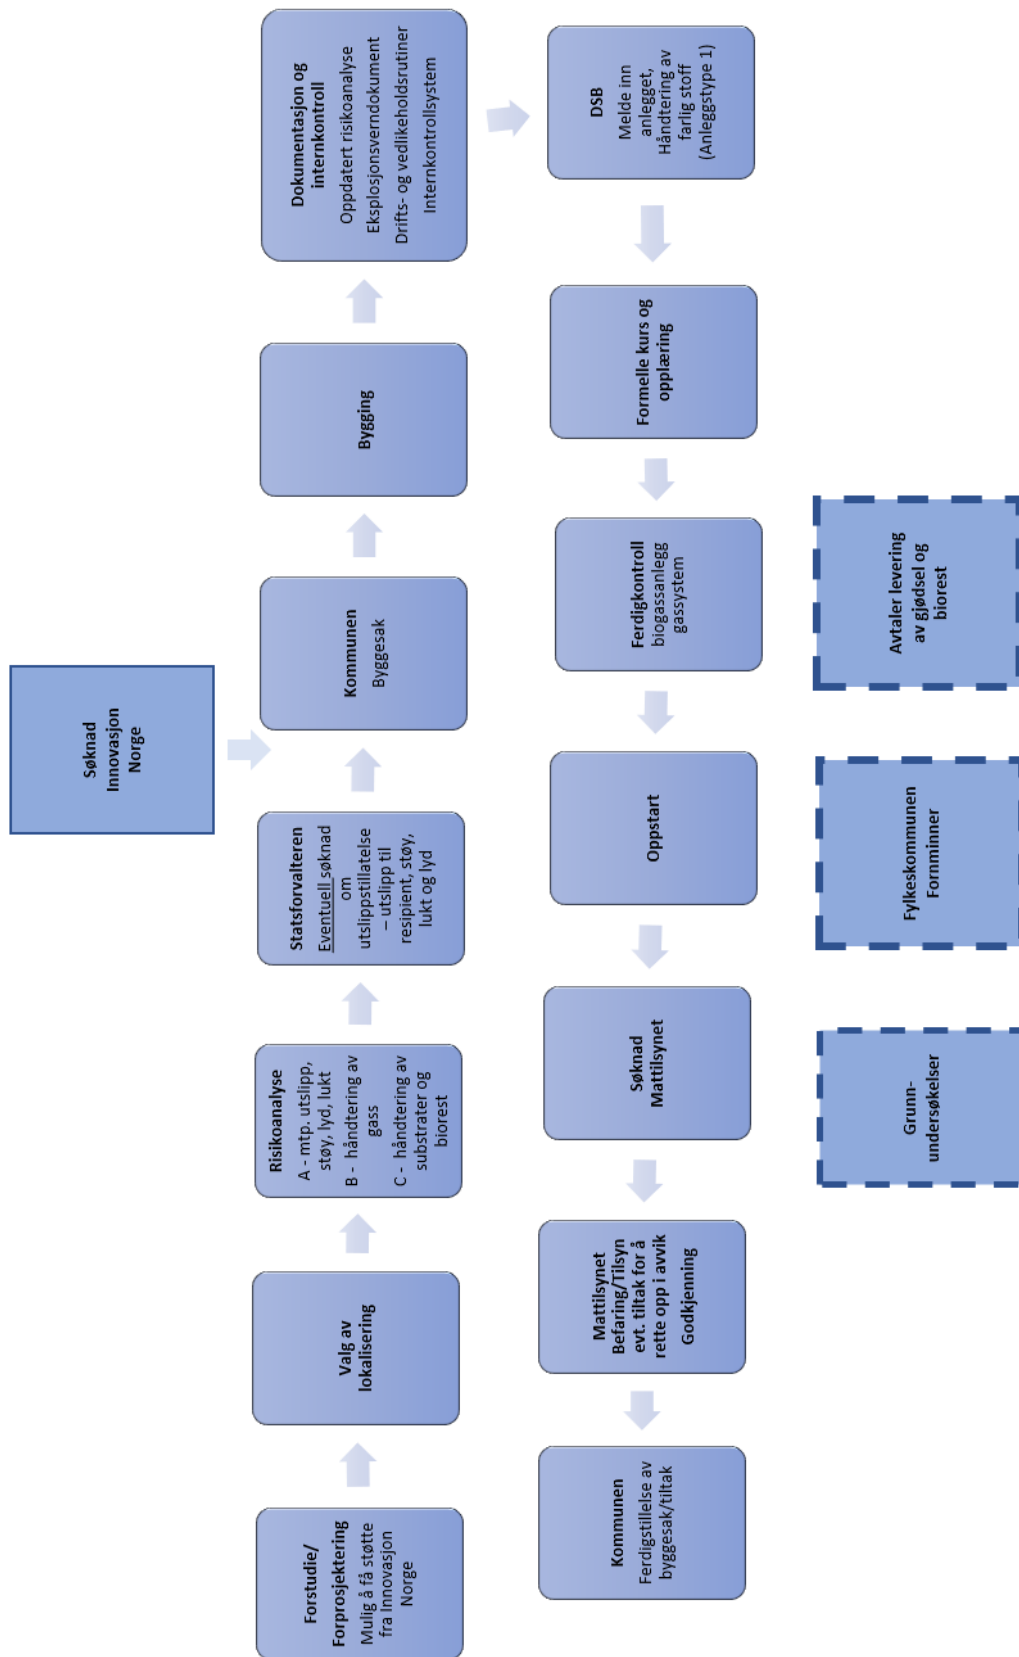 Søknad
Innovasjon
Norge
Forstudie/
Forprosjektering
Mulig å få støtte
fra Innovasjon
Norge
Valg av
lokalisering
Risikoanalyse
A - mtp. utslipp,
støy, lyd, lukt
B - håndtering av
gass
C - håndtering av
substrater og
biorest
Statsforvalteren
Eventuell søknad
om
utslippstillatelse
– utslipp til
resipient, støy,
lukt og lyd
Kommunen
Byggesak
Bygging
Dokumentasjon og
internkontroll
Oppdatert risikoanalyse
Eksplosjonsverndokument
Drifts- og vedlikeholdsrutiner
Internkontrollsystem
DSB
Melde inn
anlegget,
Håndtering av
farlig stoff
(Anleggstype 1)
Formelle kurs og
opplæring
Ferdigkontroll
biogassanlegg
gassystem
Oppstart
Søknad
Mattilsynet
Mattilsynet
Befaring/Tilsyn
evt. tiltak for å
rette opp i avvik
Godkjenning
Kommunen
Ferdigstillelse av
byggesak/tiltak
Grunn-
undersøkelser
Fylkeskommunen
Fornminner
Avtaler levering
av gjødsel og
biorest